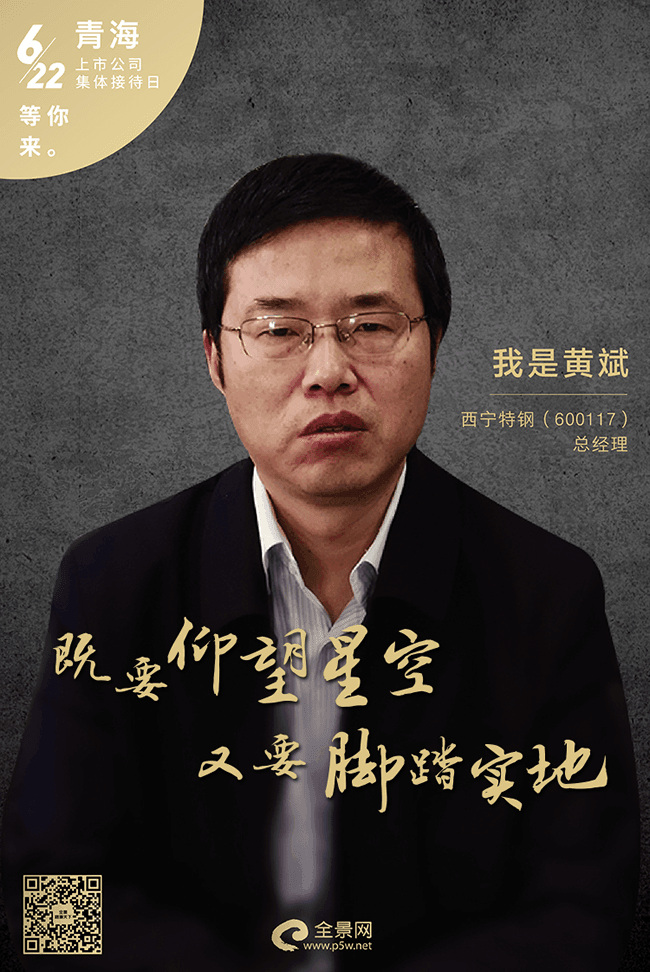 6/22
青海
上市公司
集体接待日
等你
来。
我是黄斌
西宁特钢（600117）
总经理
既要仰望星空
又要脚踏实地
全景网
www.p5w.net